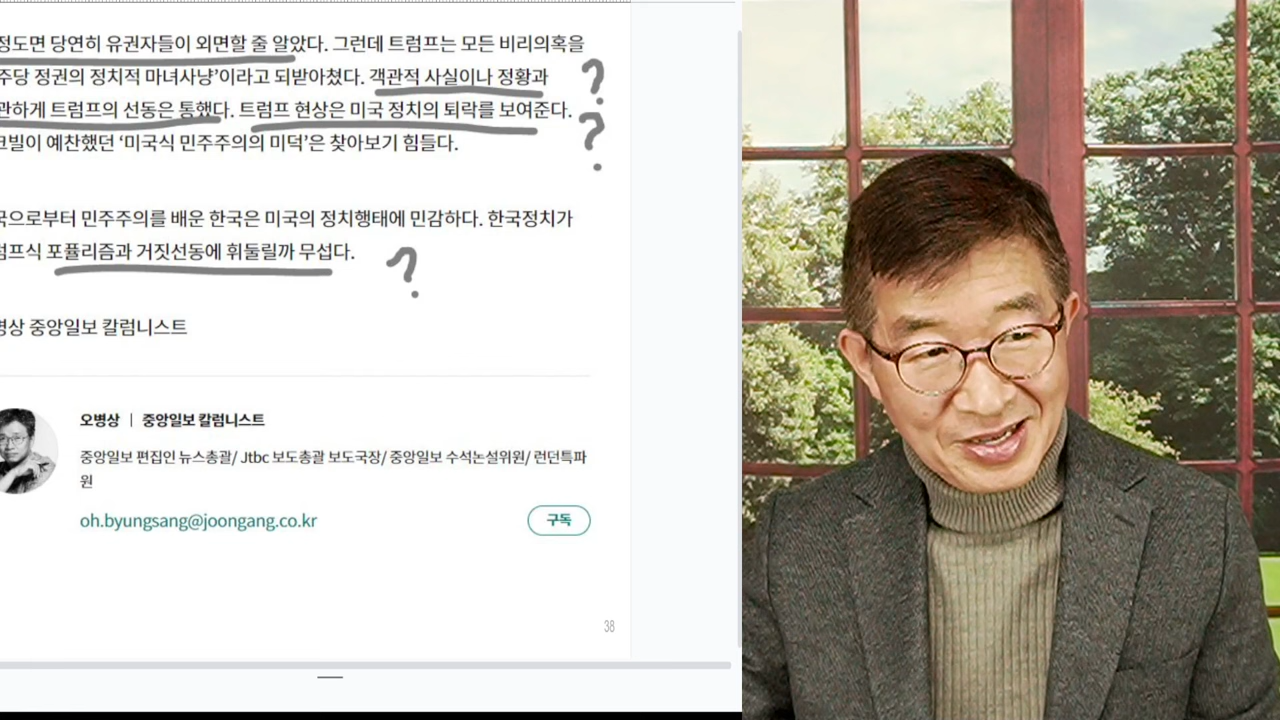 정도면 당연히 유권자들이 외면할 줄 알았다. 그런데 트럼프는 모든 비리의혹을
주당 정권의 정치적 마녀사냥’이라고 되받아쳤다. 객관적 사실이나 정황과 ?
관하게 트럼프의 선동은 통했다. 트럼프 현상은 미국 정치의 퇴락를 보여준다. ?
크빌이 예찬했던 ‘미국식 민주주의의 미덕’은 찾아보기 힘들다.
국으로부터 민주주의를 배운 한국은 미국의 정치행태에 민감하다. 한국정치가
럼프식 포퓰리즘과 거짓선동에 휘둘릴까 무섭다. ?
병상 중앙일보 칼럼니스트
오병상 | 중앙일보 칼럼니스트
중앙일보 편집인 뉴스총괄/ Jtbc 보도총괄 보도국장/ 중앙일보 수석논설위원/ 런던특파
원
oh.byungsang@joongang.co.kr 구독
38